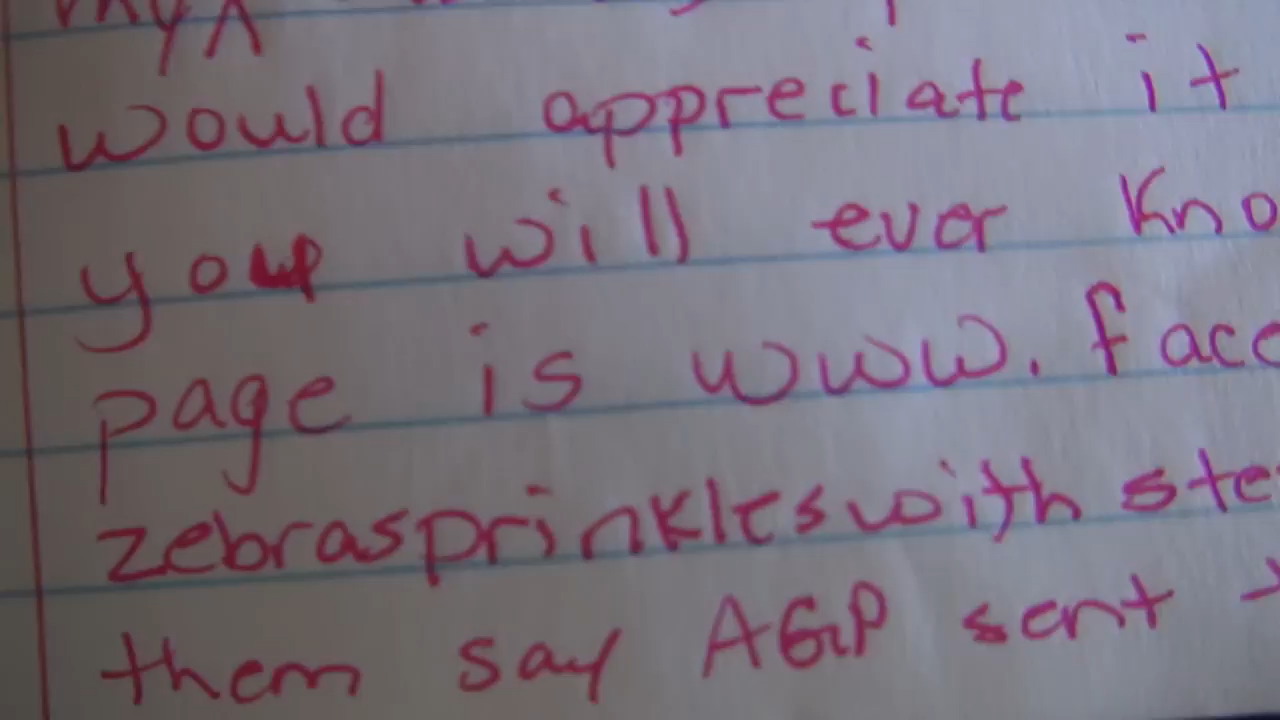 would appreciate it
you will ever kno
page is www.face
zebrasprinkleswith ste
them say AGP sent